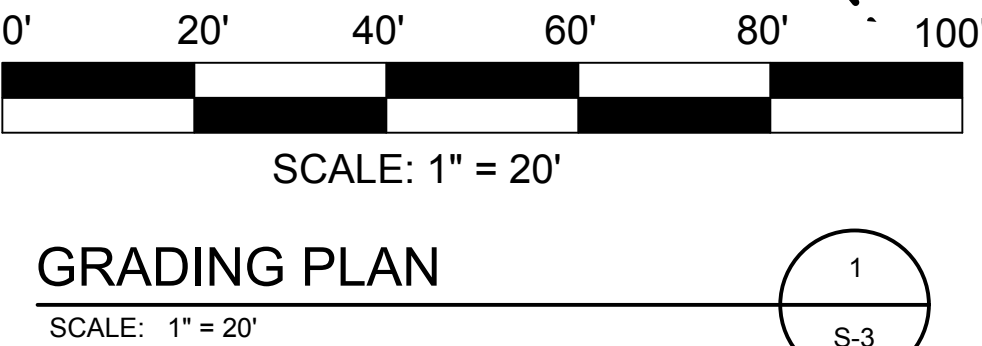 0' 20' 40' 60' 80' 100'
SCALE: 1" = 20'
GRADING PLAN
1
SCALE: 1" = 20'
S-3